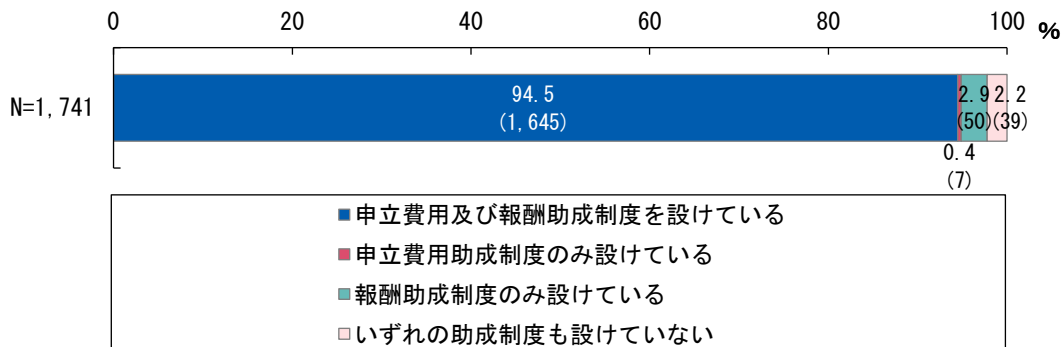 0 20 40 60 80 100 %
N=1,741
94.5 2.9 2.2
(1,645) (50) (39)
0.4
(7)
■申立費用及び報酬助成制度を設けている
■申立費用助成制度のみ設けている
■報酬助成制度のみ設けている
□いずれの助成制度も設けていない